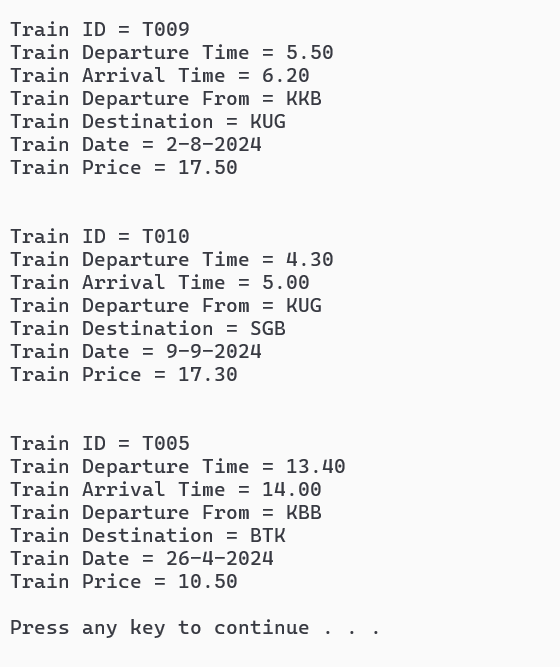 Train ID = T009
Train Departure Time = 5.50
Train Arrival Time = 6.20
Train Departure From = KKB
Train Destination = KUG
Train Date = 2-8-2024
Train Price = 17.50
Train ID = T010
Train Departure Time = 4.30
Train Arrival Time = 5.00
Train Departure From = KUG
Train Destination = SGB
Train Date = 9-9-2024
Train Price = 17.30
Train ID = T005
Train Departure Time = 13.40
Train Arrival Time = 14.00
Train Departure From = KBB
Train Destination = BTK
Train Date = 26-4-2024
Train Price = 10.50
Press any key to continue . . .